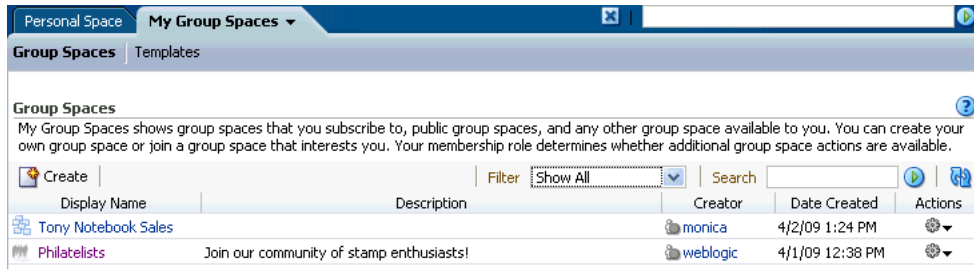 Personal Space My Group Spaces
Group Spaces Templates
Group Spaces
My Group Spaces shows group spaces that you subscribe to, public group spaces, and any other group space available to you. You can create your
own group space or join a group space that interests you. Your membership role determines whether additional group space actions are available.
Create Filter Show All Search
Display Name Description Creator Date Created Actions
Tony Notebook Sales monica 4/2/09 1:24 PM
Philatelists Join our community of stamp enthusiasts! weblogic 4/1/09 12:38 PM